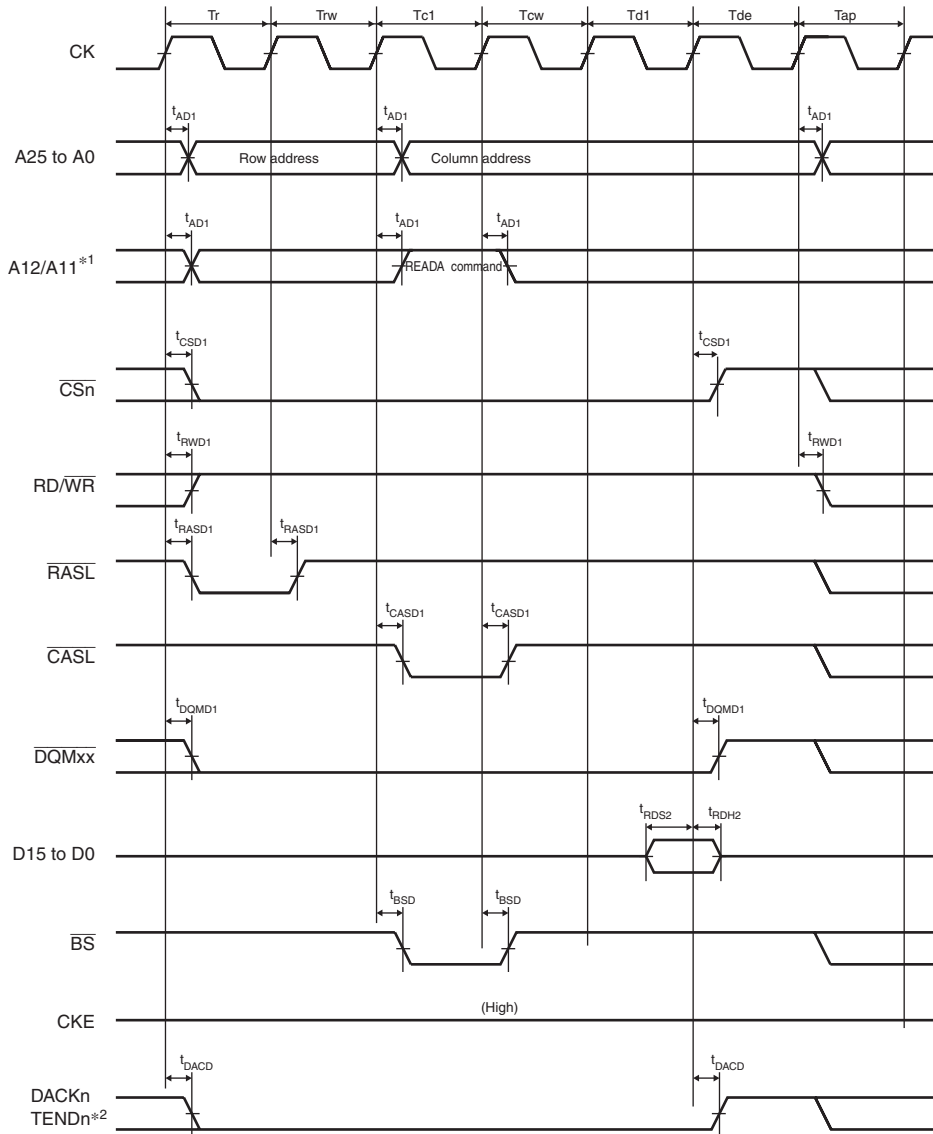 Tr Trw Tc1 Tcw Td1 Tde Tap
CK
tAD1 tAD1 tAD1
A25 to A0 Row address Column address
tAD1 tAD1 tAD1
A12/A11*1 READA command
tCSD1 tCSD1
CSn
tRWD1 tRWD1
RD/WR
tRASD1 tRASD1
RASL
tCASD1 tCASD1
CASL
tDQMD1 tDQMD1
DQMxx
tRDS2 tRDH2
D15 to D0
tBSD tBSD
BS
(High)
CKE
tDACD tDACD
DACKn
TENDn*2